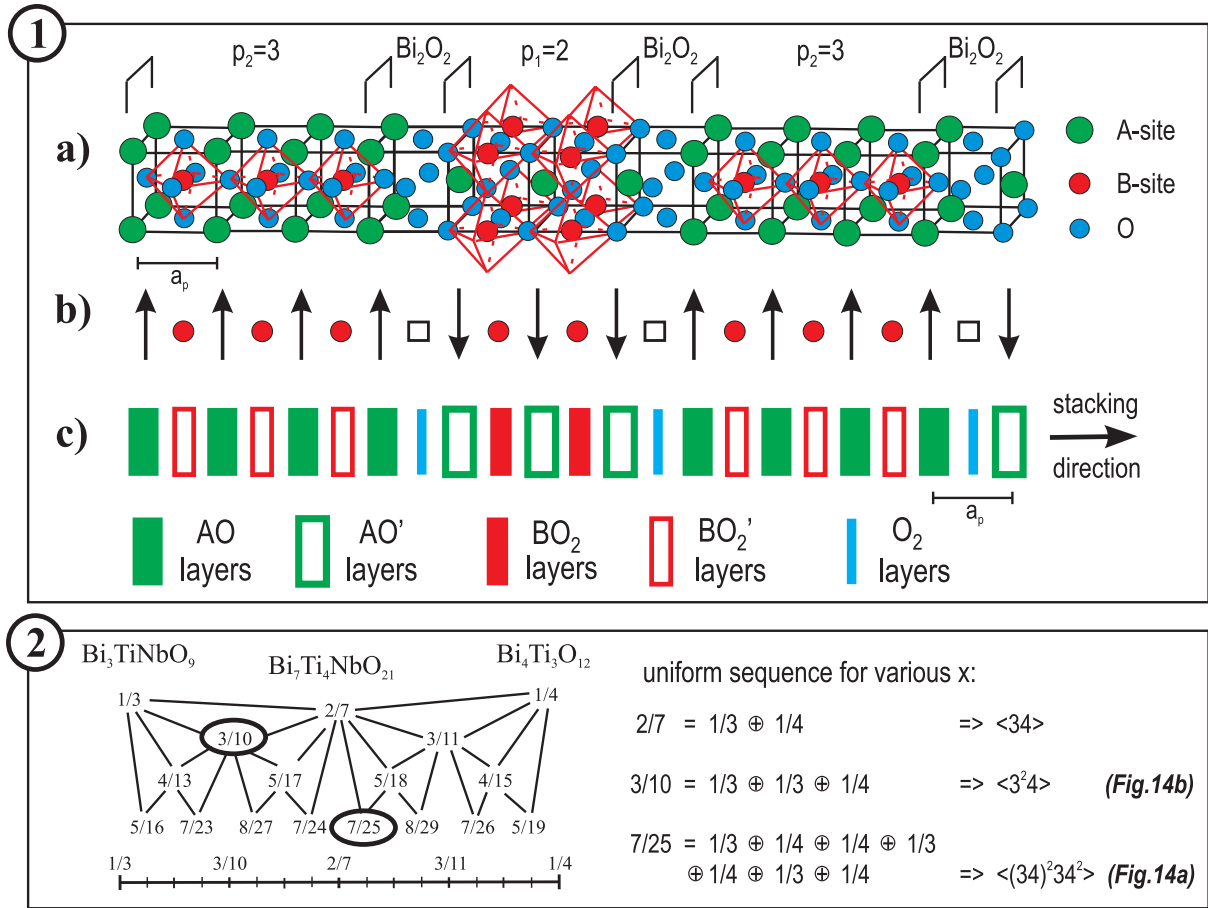 1
p₂=3 Bi₂O₂ p₁=2 Bi₂O₂ p₂=3 Bi₂O₂
a)
A-site
B-site
O
aₚ
b)
c)
stacking
direction
aₚ
AO
layers
AO’
layers
BO₂
layers
BO₂’
layers
O₂
layers
2
Bi₃TiNbO₉ Bi₇Ti₄NbO₂₁ Bi₄Ti₃O₁₂
1/3 2/7 1/4
3/10 3/11
4/13 5/17 5/18 4/15
5/16 7/23 8/27 7/24 7/25 8/29 7/26 5/19
1/3 3/10 2/7 3/11 1/4
uniform sequence for various x:
2/7 = 1/3 ⊕ 1/4 => <34>
3/10 = 1/3 ⊕ 1/3 ⊕ 1/4 => <3²4> (Fig.14b)
7/25 = 1/3 ⊕ 1/4 ⊕ 1/4 ⊕ 1/3
⊕ 1/4 ⊕ 1/3 ⊕ 1/4 => <(34)²34²> (Fig.14a)